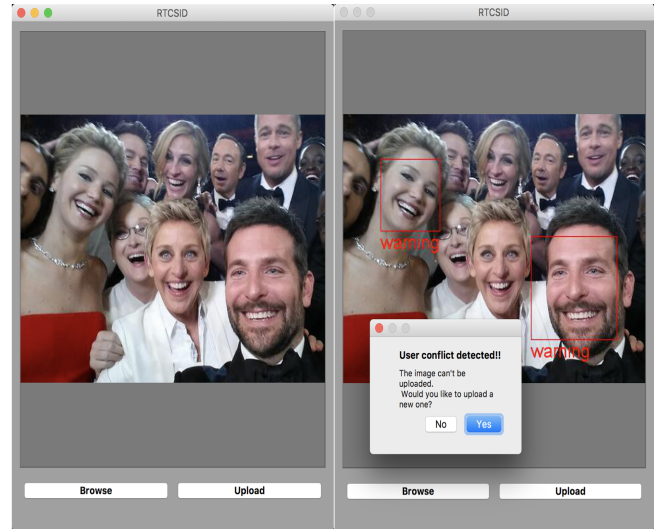 RTCSID
Browse
Upload
RTCSID
warning
warning
User conflict detected!!
The image can't be
uploaded.
Would you like to upload a
new one?
No
Yes
Browse
Upload